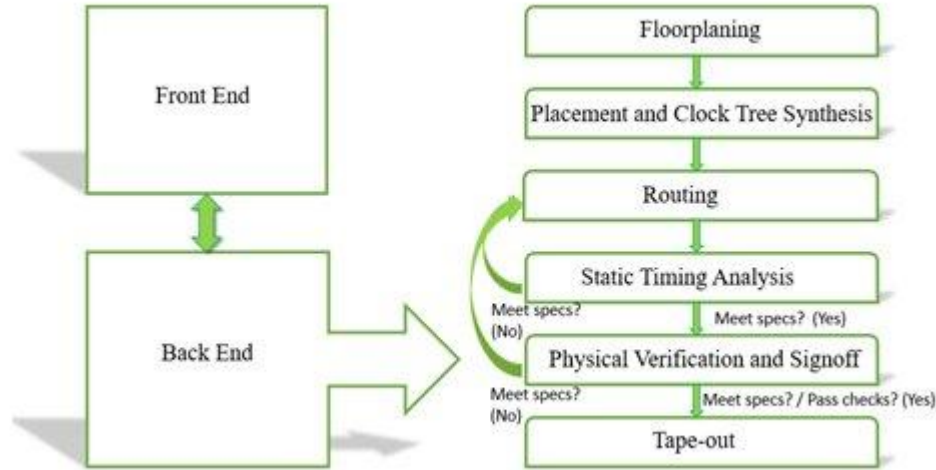 Front End
Back End
Floorplaning
Placement and Clock Tree Synthesis
Routing
Static Timing Analysis
Meet specs?
(No)
Meet specs? (Yes)
Physical Verification and Signoff
Meet specs?
(No)
Meet specs? / Pass checks? (Yes)
Tape-out